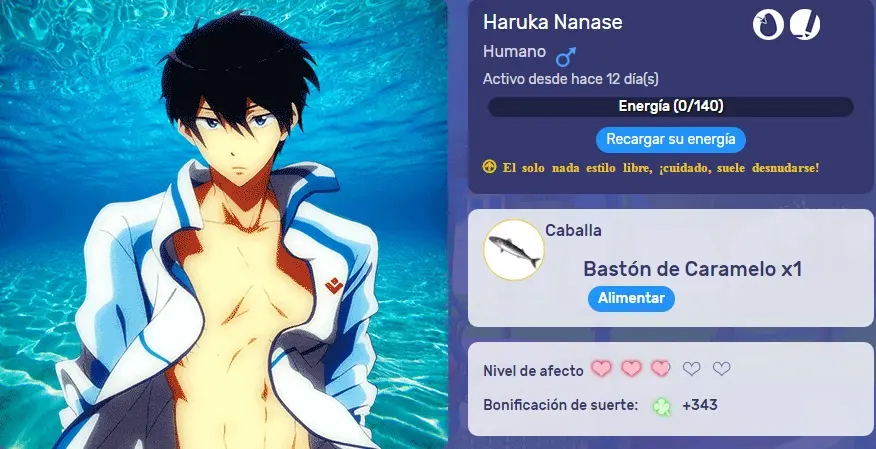 Haruka Nanase
Humano
Activo desde hace 12 día(s)
Energía (0/140)
Recargar su energía
El solo nada estilo libre, ¡cuidado, suele desnudarse!
Caballa
Bastón de Caramelo x1
Alimentar
Nivel de afecto
Bonificación de suerte: +343